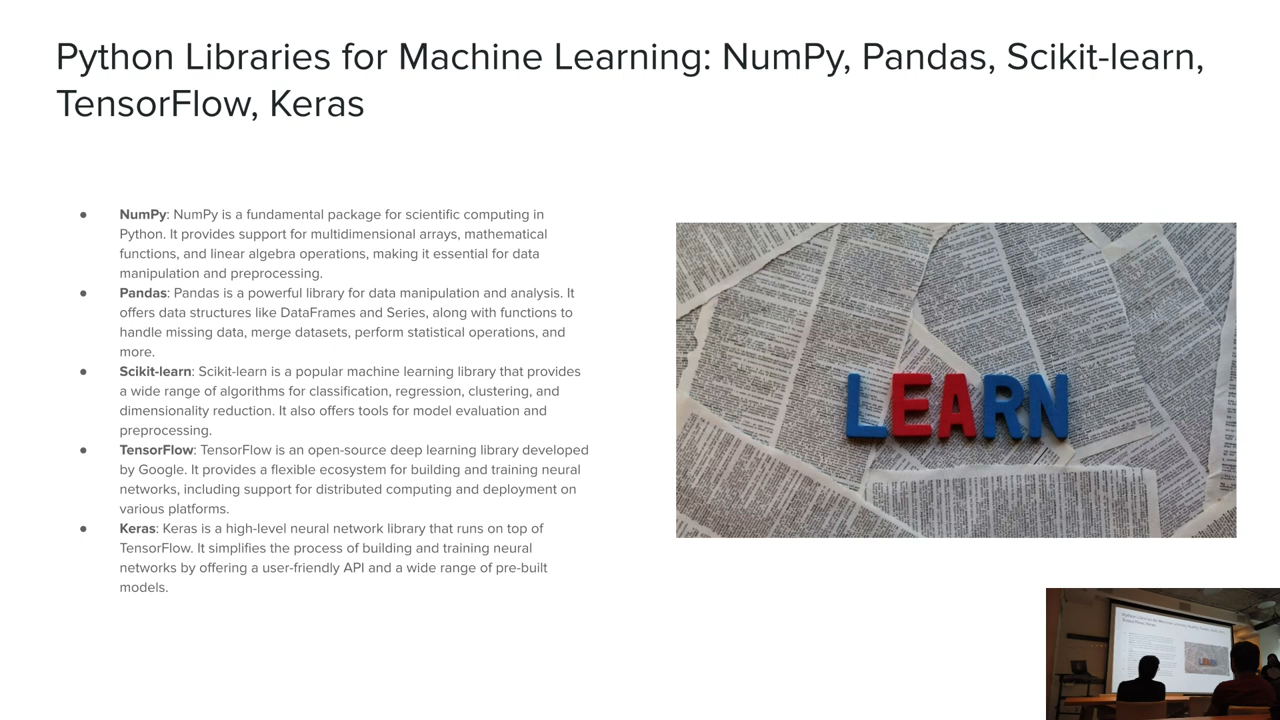 Python Libraries for Machine Learning: NumPy, Pandas, Scikit-learn,
TensorFlow, Keras
● NumPy: NumPy is a fundamental package for scientific computing in
Python. It provides support for multidimensional arrays, mathematical
functions, and linear algebra operations, making it essential for data
manipulation and preprocessing.
● Pandas: Pandas is a powerful library for data manipulation and analysis. It
offers data structures like DataFrames and Series, along with functions to
handle missing data, merge datasets, perform statistical operations, and
more.
● Scikit-learn: Scikit-learn is a popular machine learning library that provides
a wide range of algorithms for classification, regression, clustering, and
dimensionality reduction. It also offers tools for model evaluation and
preprocessing.
● TensorFlow: TensorFlow is an open-source deep learning library developed
by Google. It provides a flexible ecosystem for building and training neural
networks, including support for distributed computing and deployment on
various platforms.
● Keras: Keras is a high-level neural network library that runs on top of
TensorFlow. It simplifies the process of building and training neural
networks by offering a user-friendly API and a wide range of pre-built
models.
LEARN